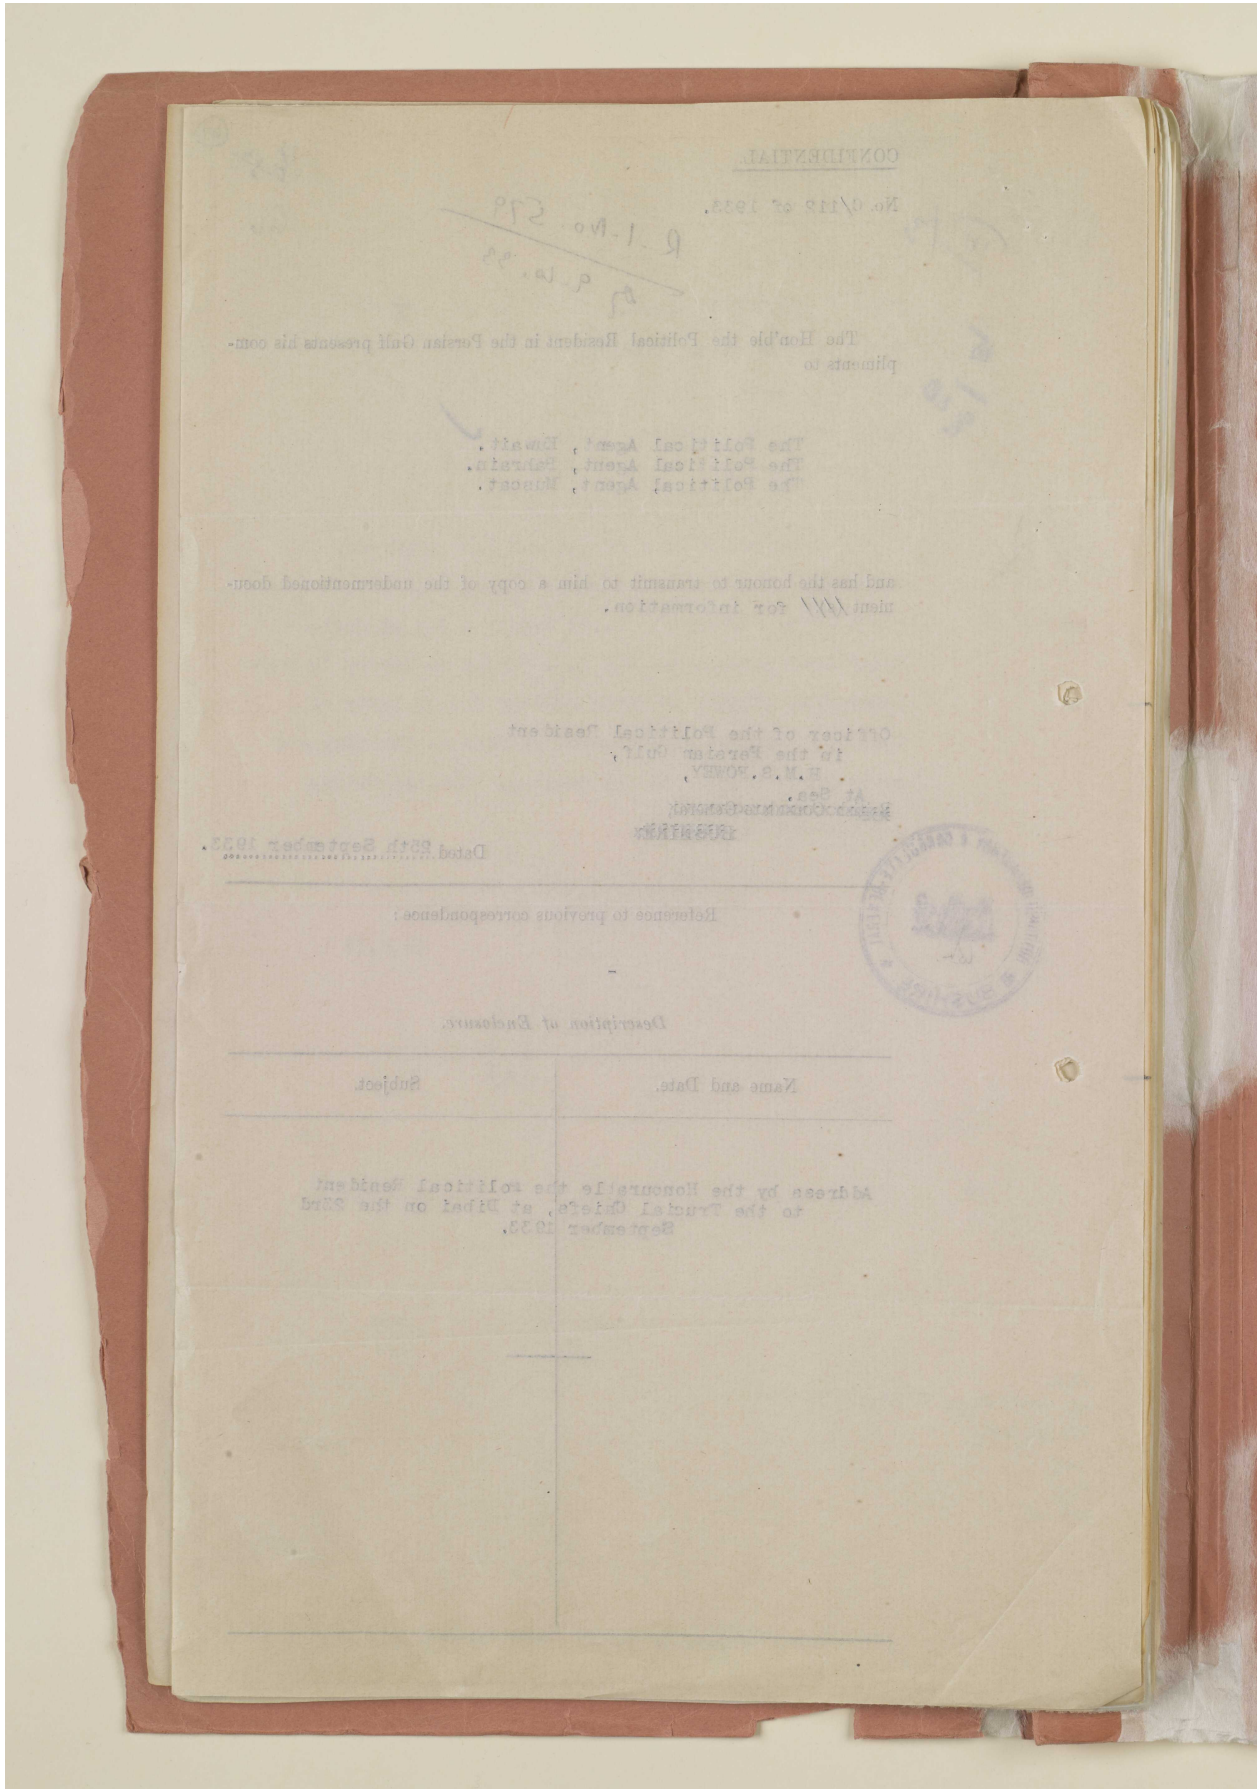 CONFIDENTIAL
No. C/112 of 1933.
R-1-No. 579
9.10.33
The Hon'ble the Political Resident in the Persian Gulf presents his com-
pliments to
The Political Agent, Kuwait.
The Political Agent, Bahrain.
The Political Agent, Muscat.
and has the honour to transmit to him a copy of the undermentioned docu-
ment for information.
Officer of the Political Resident
in the Persian Gulf,
H.M.S.FOWEY,
At Sea.
BUSHIRE
Dated 25th September 1933.
Reference to previous correspondence:
-
Description of Enclosure.
Name and Date. Subject.
Address by the Honourable the Political Resident
to the Trucial Chiefs, at Dibai on the 23rd
September 1933.